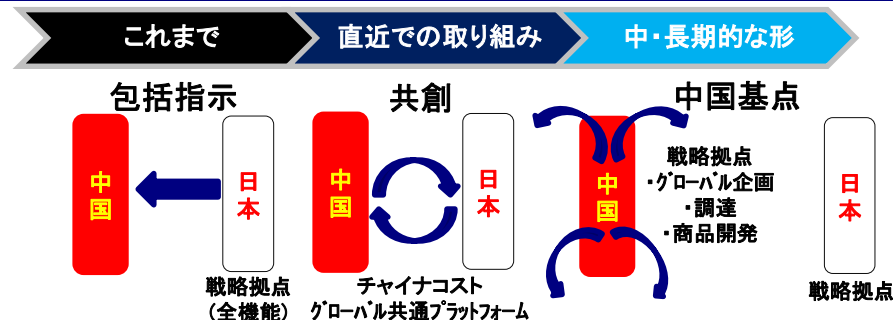 これまで
直近での取り組み
中・長期的な形
包括指示
共創
中国基点
中国
日本
戦略拠点
(全機能)
中国
日本
チャイナコスト
グローバル共通プラットフォーム
中国
戦略拠点
・グローバル企画
・調達
・商品開発
日本
戦略拠点